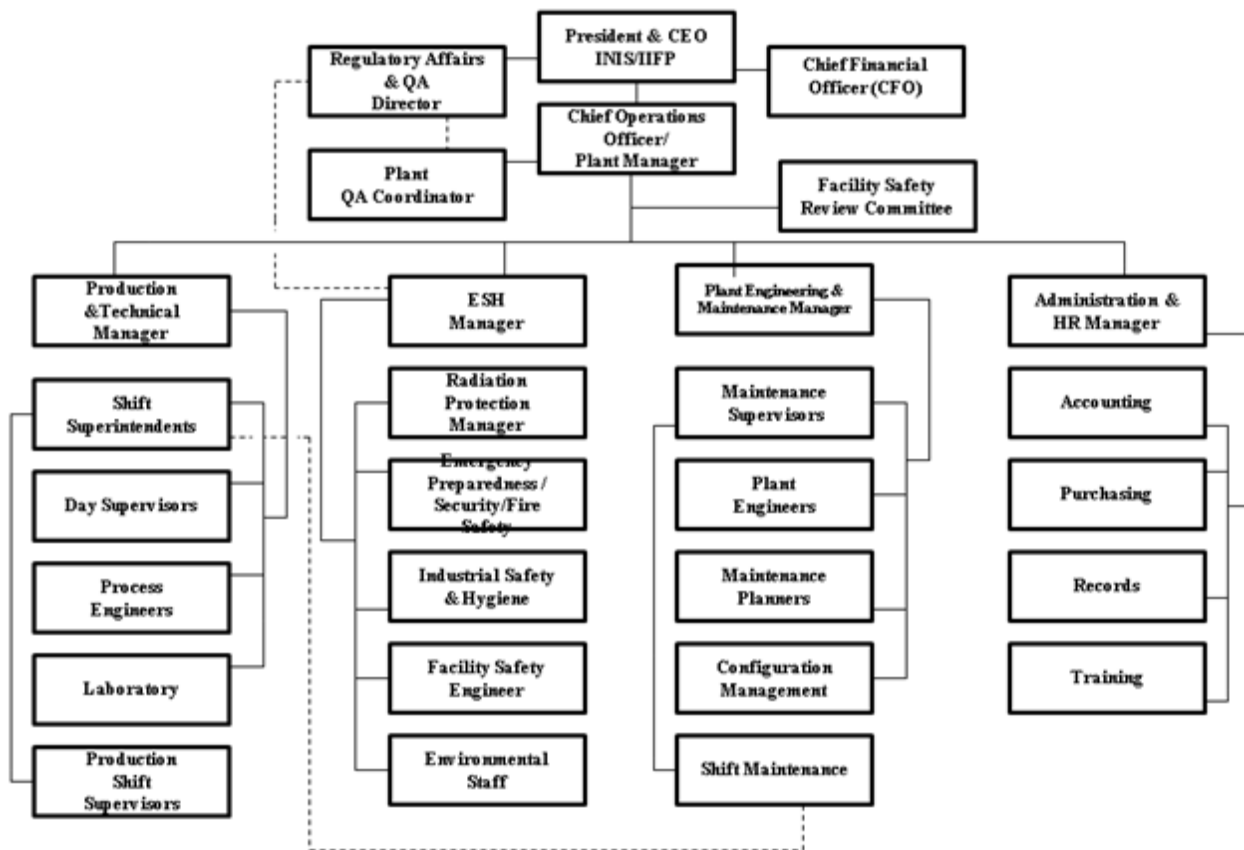 President & CEO
INIS/IIFP
Regulatory Affairs
& QA
Director
Chief Financial
Officer (CFO)
Chief Operations
Officer/
Plant Manager
Plant
QA Coordinator
Facility Safety
Review Committee
Production
&Technical
Manager
ESH
Manager
Plant Engineering &
Maintenance Manager
Administration &
HR Manager
Shift
Superintendents
Radiation
Protection
Manager
Maintenance
Supervisors
Accounting
Day Supervisors
Emergency
Preparedness /
Security/Fire
Safety
Plant
Engineers
Purchasing
Process
Engineers
Industrial Safety
& Hygiene
Maintenance
Planners
Records
Laboratory
Facility Safety
Engineer
Configuration
Management
Training
Production
Shift
Supervisors
Environmental
Staff
Shift Maintenance